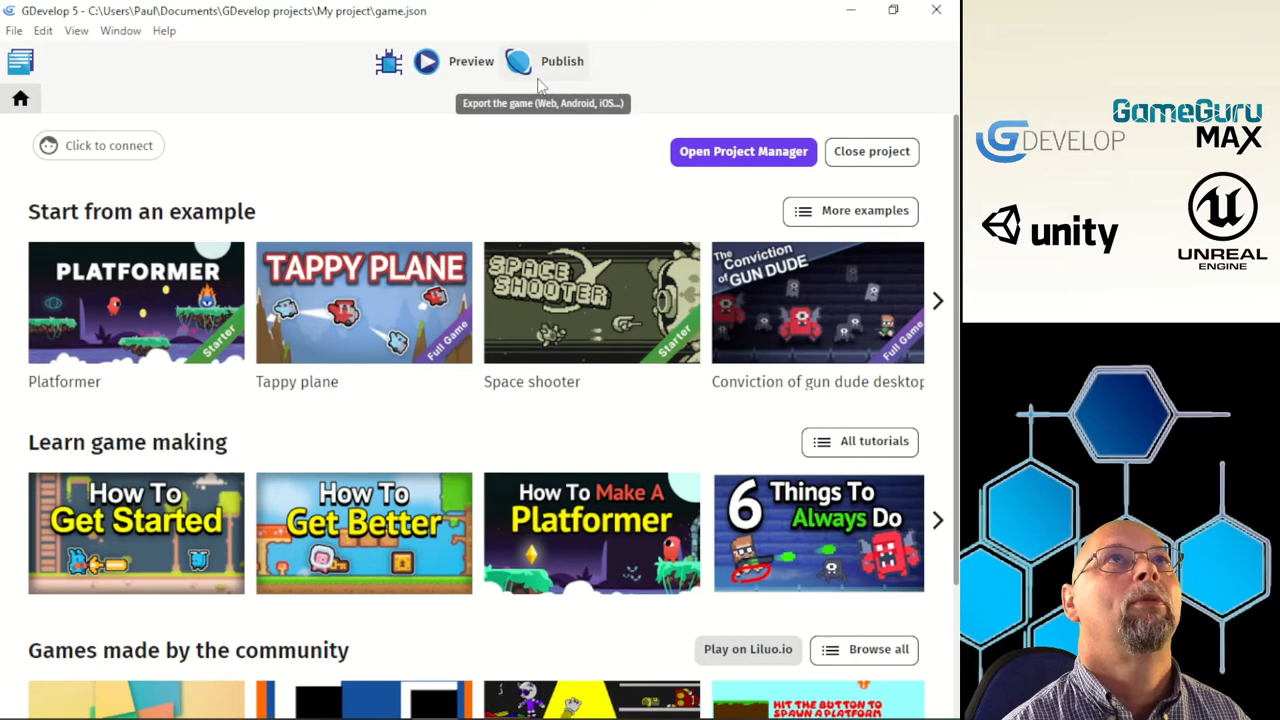 GDevelop 5 - C:\Users\Paul\Documents\GDevelop projects\My project\game.json
File Edit View Window Help
Preview Publish
Export the game (Web, Android, iOS...)
Click to connect
Open Project Manager
Close project
Start from an example
More examples
PLATFORMER
Starter
TAPPY PLANE
Full Game
SPACE
SHOOTER
Starter
The
Conviction
of GUN DUDE
Full Game
Platformer
Tappy plane
Space shooter
Conviction of gun dude desktop
Learn game making
All tutorials
How To
Get Started
How To
Get Better
How To Make A
Platformer
6 Things To
Always Do
Games made by the community
Play on Liluo.io
Browse all
HIT THE BUTTON TO
SPAWN A PLATFORM
GameGuru
MAX
GDEVELOP
unity
UNREAL
ENGINE